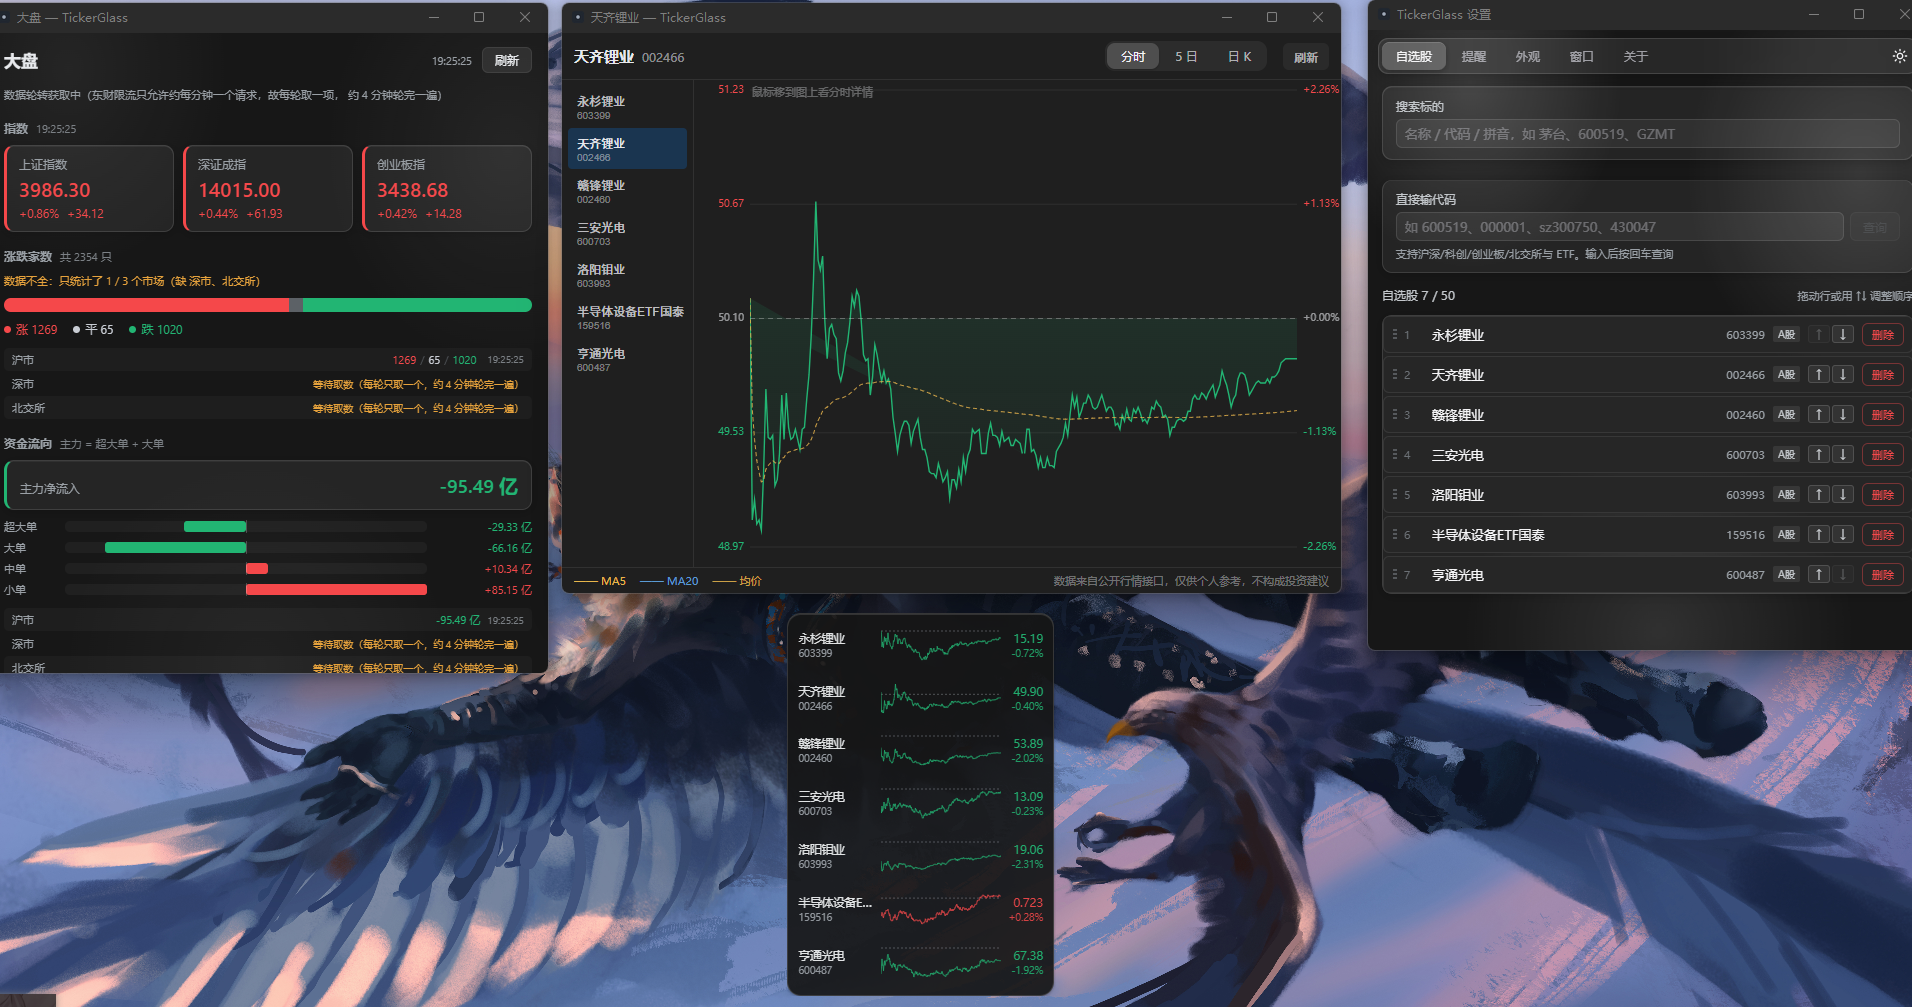 大盘 — TickerGlass
大盘
19:25:25
刷新
数据轮转获取中（东财限流只允许约每分钟一个请求，故每轮取一项， 约 4 分钟轮完一遍）
指数 19:25:25
上证指数
3986.30
+0.86% +34.12
深证成指
14015.00
+0.44% +61.93
创业板指
3438.68
+0.42% +14.28
涨跌家数 共 2354 只
数据不全：只统计了 1 / 3 个市场（缺 深市、北交所）
涨 1269 平 65 跌 1020
沪市 1269 / 65 / 1020 19:25:25
深市 等待取数（每轮只取一个，约 4 分钟轮完一遍）
北交所 等待取数（每轮只取一个，约 4 分钟轮完一遍）
资金流向 主力 = 超大单 + 大单
主力净流入 -95.49 亿
超大单 -29.33 亿
大单 -66.16 亿
中单 +10.34 亿
小单 +85.15 亿
沪市 -95.49 亿 19:25:25
深市 等待取数（每轮只取一个，约 4 分钟轮完一遍）
北交所 等待取数（每轮只取一个，约 4 分钟轮完一遍）
天齐锂业 — TickerGlass
天齐锂业 002466
分时 5 日 日 K 刷新
永杉锂业
603399
天齐锂业
002466
赣锋锂业
002460
三安光电
600703
洛阳钼业
603993
半导体设备ETF国泰
159516
亨通光电
600487
51.23 鼠标移到图上看分时详情 +2.26%
50.67 +1.13%
50.10 +0.00%
49.53 -1.13%
48.97 -2.26%
MA5 MA20 均价
数据来自公开行情接口，仅供个人参考，不构成投资建议
永杉锂业 15.19
603399 -0.72%
天齐锂业 49.90
002466 -0.40%
赣锋锂业 53.89
002460 -2.02%
三安光电 13.09
600703 -0.23%
洛阳钼业 19.06
603993 -2.31%
半导体设备E... 0.723
159516 +0.28%
亨通光电 67.38
600487 -1.92%
TickerGlass 设置
自选股 提醒 外观 窗口 关于
搜索标的
名称 / 代码 / 拼音，如 茅台、600519、GZMT
直接输代码
如 600519、000001、sz300750、430047 查询
支持沪深/科创/创业板/北交所与 ETF。输入后按回车查询
自选股 7 / 50 拖动行或用 ↑↓ 调整顺序
1 永杉锂业 603399 A股 ↑ ↓ 删除
2 天齐锂业 002466 A股 ↑ ↓ 删除
3 赣锋锂业 002460 A股 ↑ ↓ 删除
4 三安光电 600703 A股 ↑ ↓ 删除
5 洛阳钼业 603993 A股 ↑ ↓ 删除
6 半导体设备ETF国泰 159516 A股 ↑ ↓ 删除
7 亨通光电 600487 A股 ↑ ↓ 删除